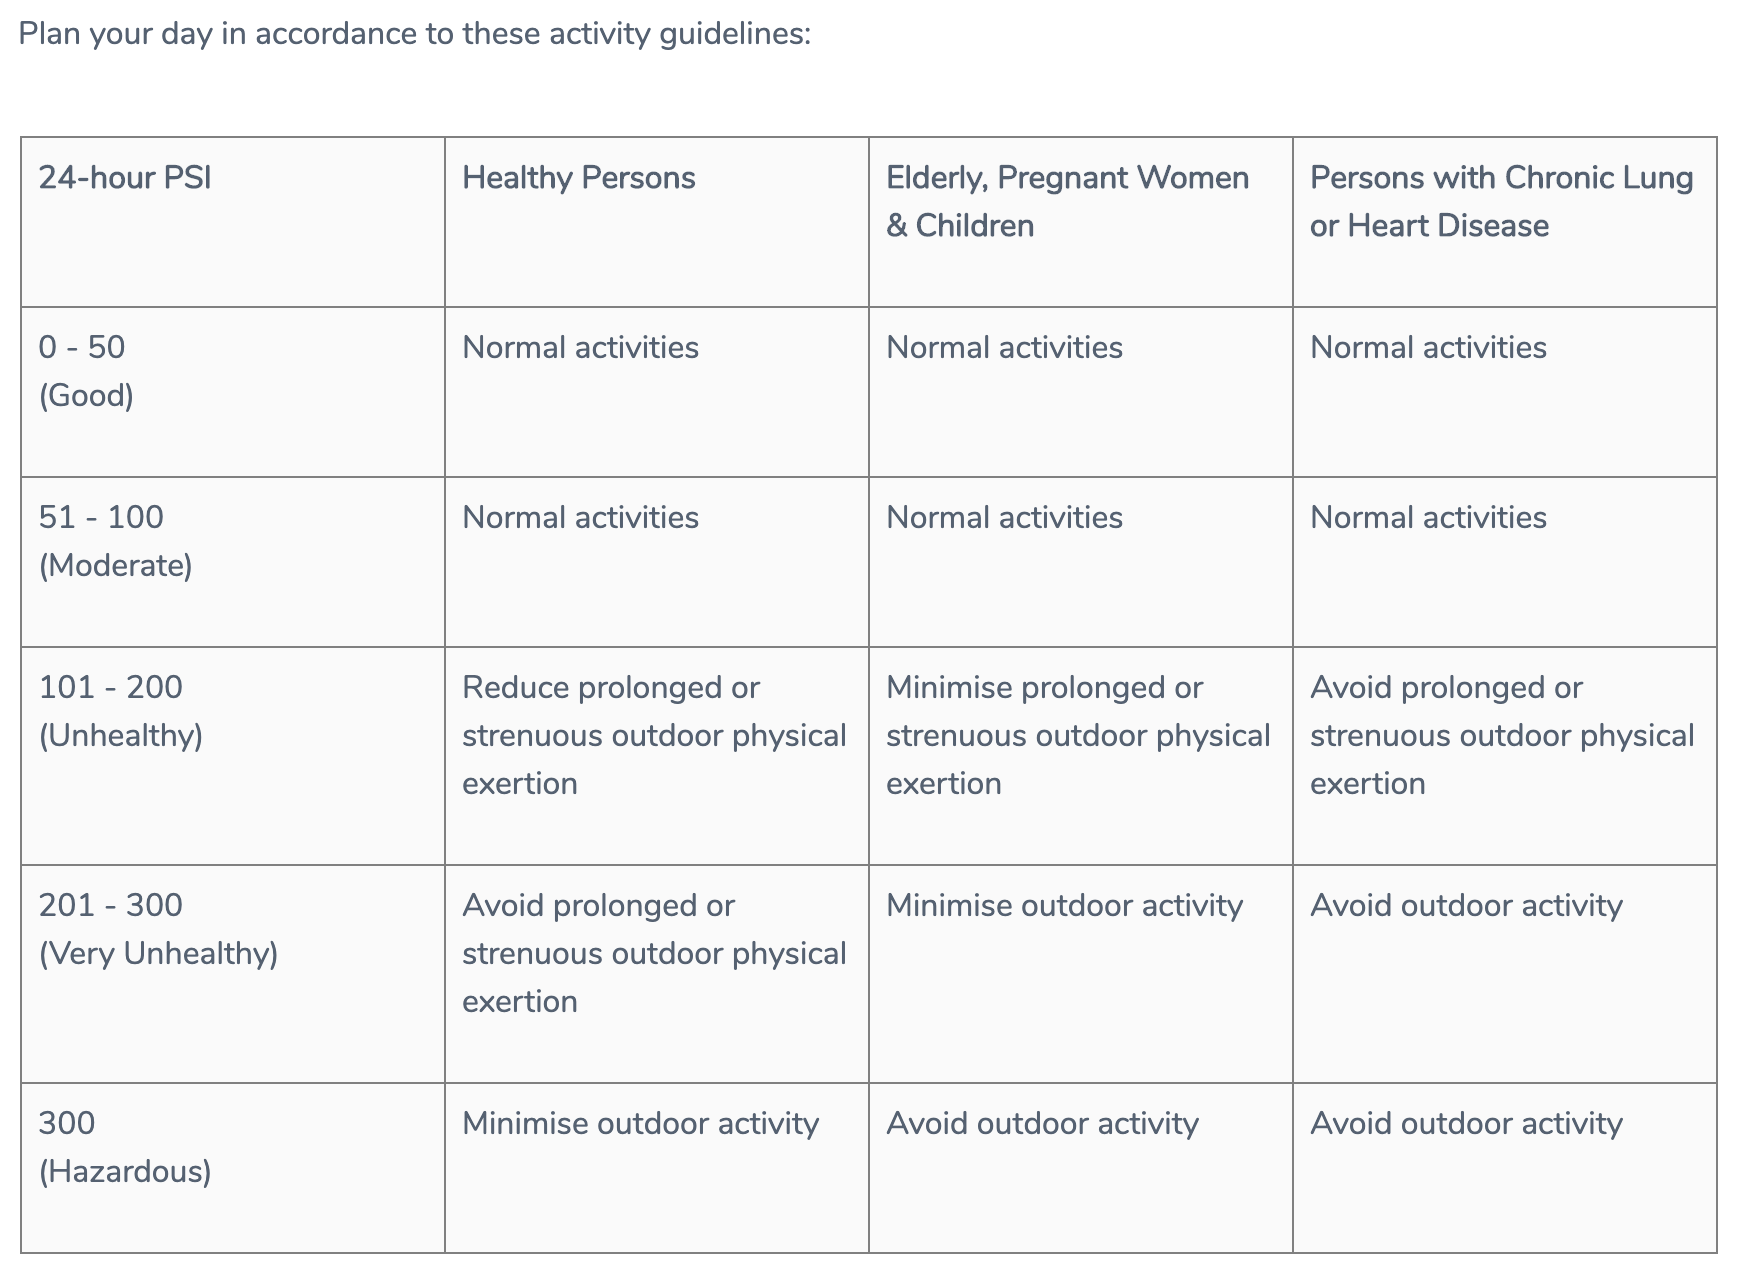 Plan your day in accordance to these activity guidelines:
24-hour PSI
Healthy Persons
Elderly, Pregnant Women
& Children
Persons with Chronic Lung
or Heart Disease
0 - 50
(Good)
Normal activities
Normal activities
Normal activities
51 - 100
(Moderate)
Normal activities
Normal activities
Normal activities
101 - 200
(Unhealthy)
Reduce prolonged or
strenuous outdoor physical
exertion
Minimise prolonged or
strenuous outdoor physical
exertion
Avoid prolonged or
strenuous outdoor physical
exertion
201 - 300
(Very Unhealthy)
Avoid prolonged or
strenuous outdoor physical
exertion
Minimise outdoor activity
Avoid outdoor activity
300
(Hazardous)
Minimise outdoor activity
Avoid outdoor activity
Avoid outdoor activity